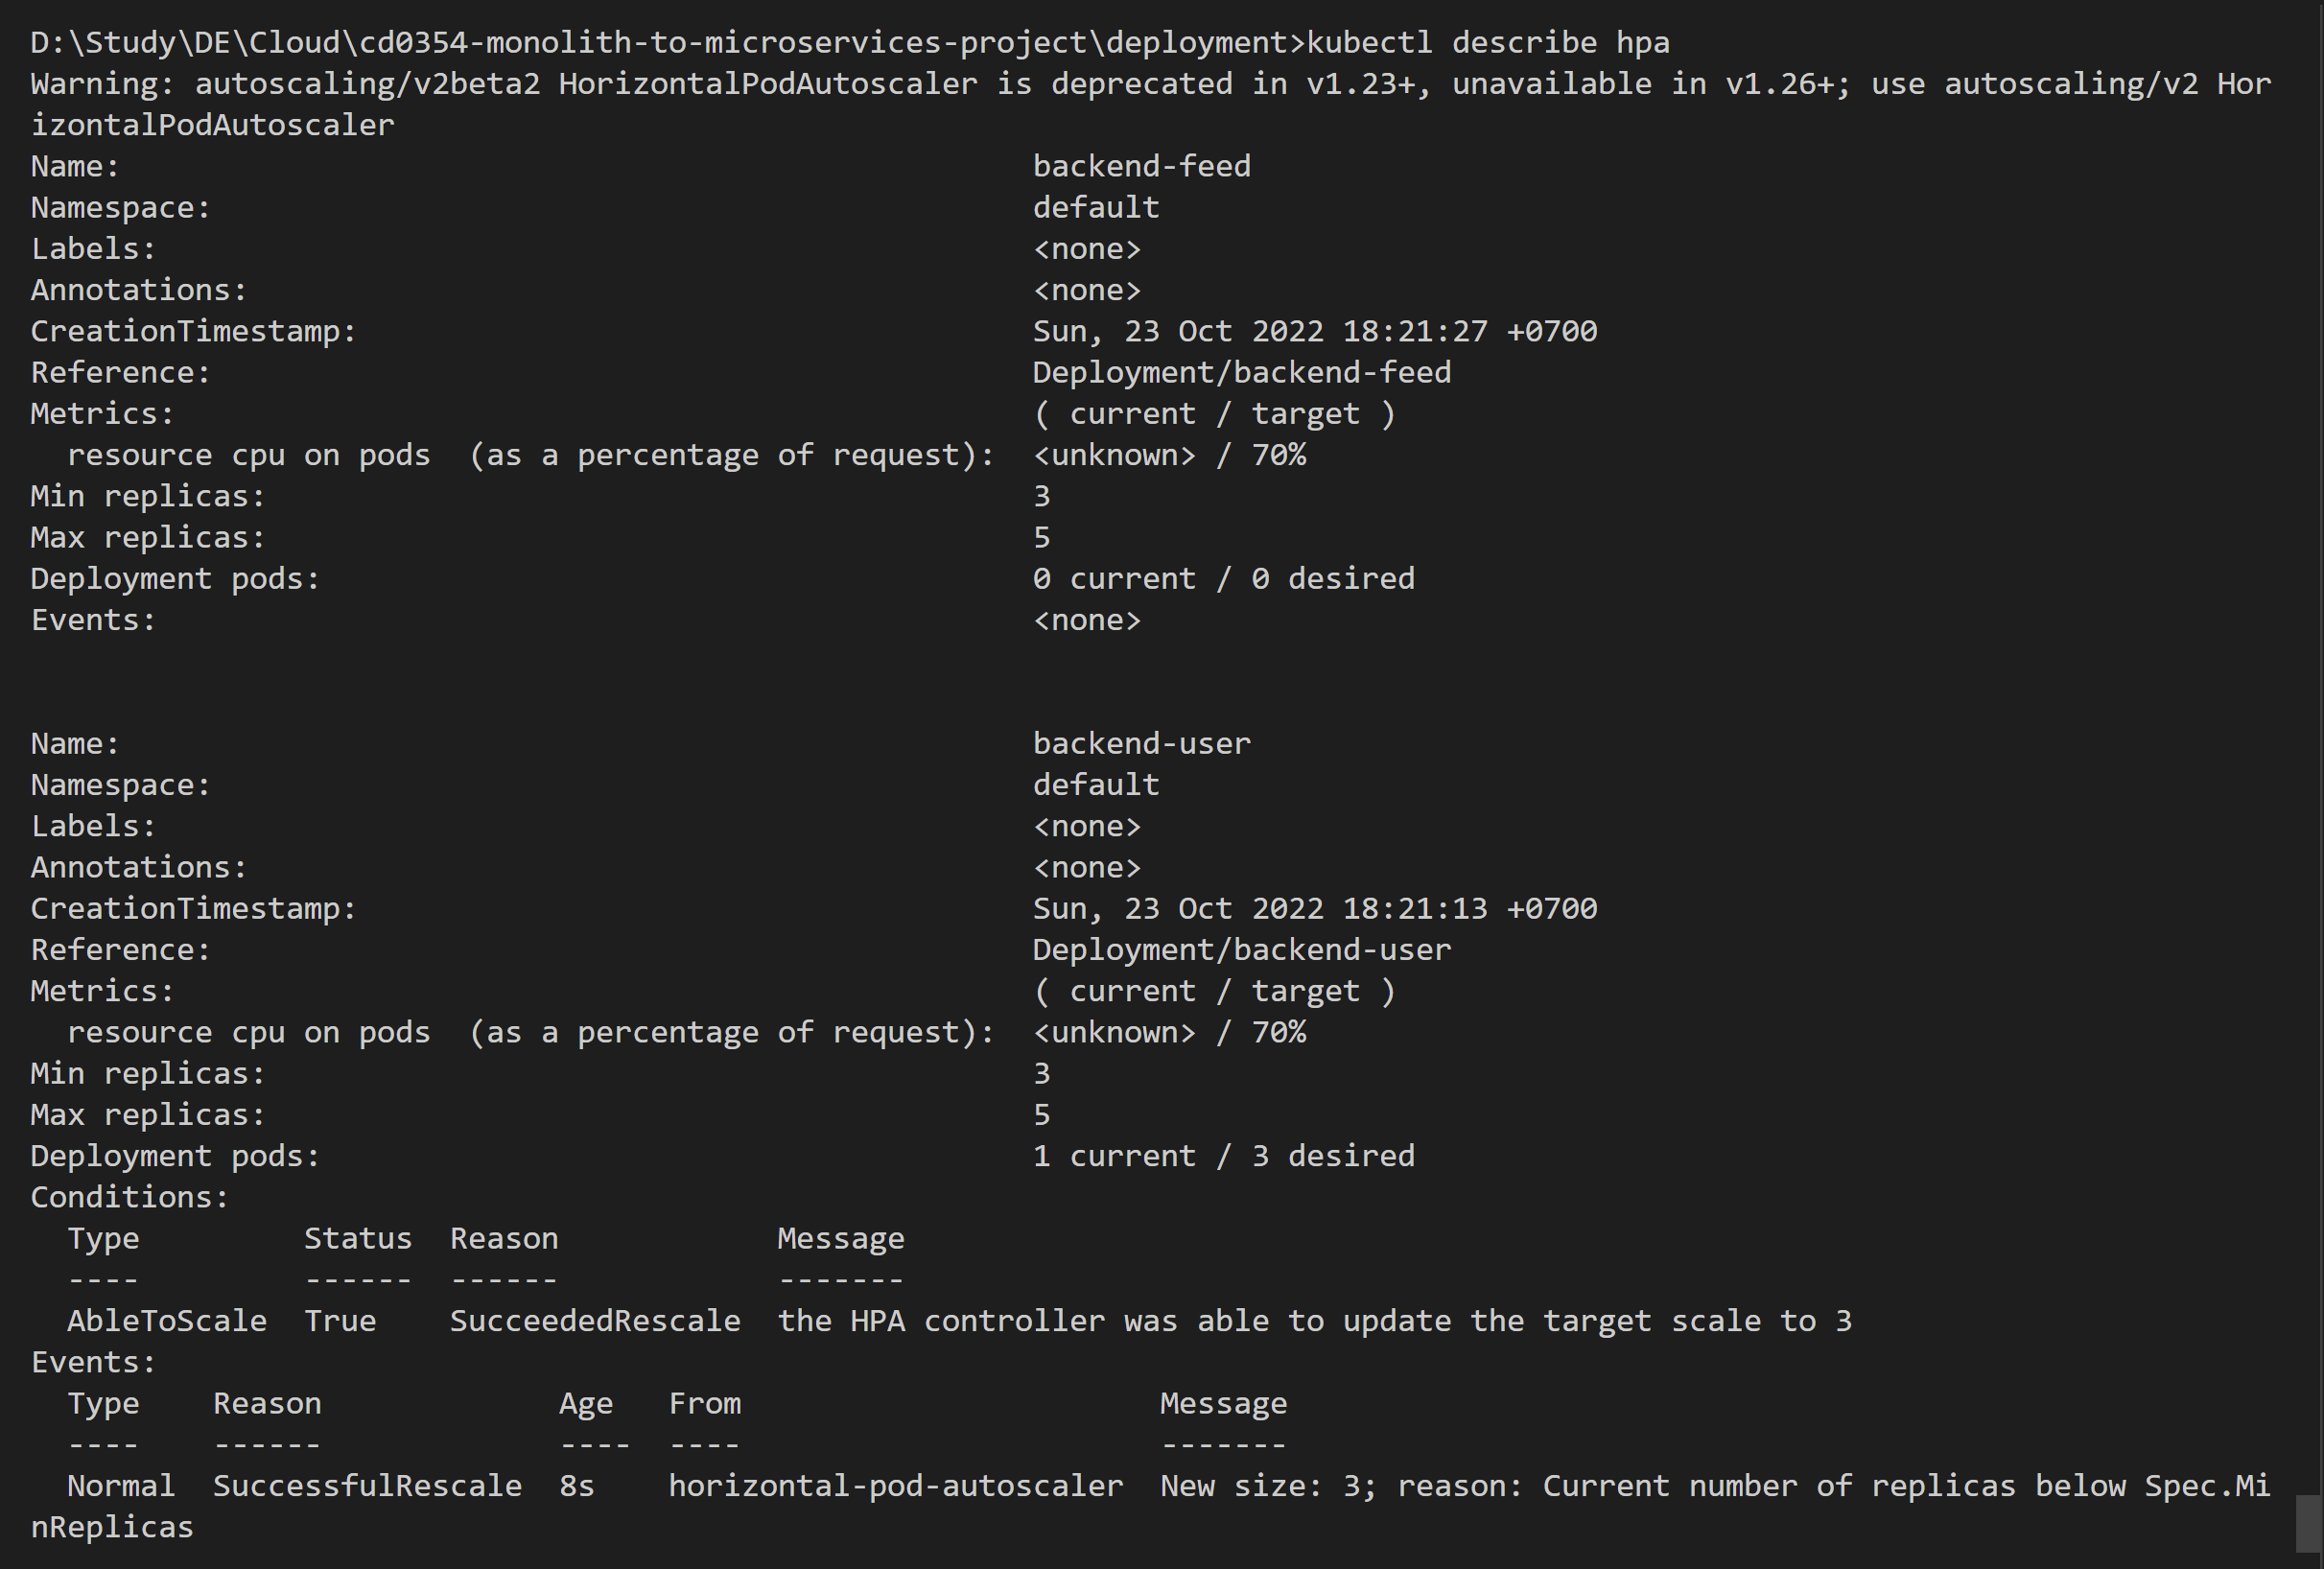 D:\Study\DE\Cloud\cd0354-monolith-to-microservices-project\deployment>kubectl describe hpa
Warning: autoscaling/v2beta2 HorizontalPodAutoscaler is deprecated in v1.23+, unavailable in v1.26+; use autoscaling/v2 Hor
izontalPodAutoscaler
Name:                                                  backend-feed
Namespace:                                             default
Labels:                                                <none>
Annotations:                                           <none>
CreationTimestamp:                                     Sun, 23 Oct 2022 18:21:27 +0700
Reference:                                             Deployment/backend-feed
Metrics:                                               ( current / target )
  resource cpu on pods  (as a percentage of request):  <unknown> / 70%
Min replicas:                                          3
Max replicas:                                          5
Deployment pods:                                       0 current / 0 desired
Events:                                                <none>
Name:                                                  backend-user
Namespace:                                             default
Labels:                                                <none>
Annotations:                                           <none>
CreationTimestamp:                                     Sun, 23 Oct 2022 18:21:13 +0700
Reference:                                             Deployment/backend-user
Metrics:                                               ( current / target )
  resource cpu on pods  (as a percentage of request):  <unknown> / 70%
Min replicas:                                          3
Max replicas:                                          5
Deployment pods:                                       1 current / 3 desired
Conditions:
  Type         Status  Reason            Message
  ----         ------  ------            -------
  AbleToScale  True    SucceededRescale  the HPA controller was able to update the target scale to 3
Events:
  Type    Reason             Age   From                       Message
  ----    ------             ----  ----                       -------
  Normal  SuccessfulRescale  8s    horizontal-pod-autoscaler  New size: 3; reason: Current number of replicas below Spec.Mi
nReplicas